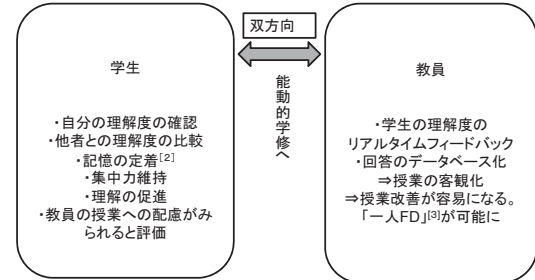 双方向
学生
・自分の理解度の確認
・他者との理解度の比較
・記憶の定着[2]
・集中力維持
・理解の促進
・教員の授業への配慮がみ
られると評価
能動的学修へ
教員
・学生の理解度の
リアルタイムフィードバック
・回答のデータベース化
⇒授業の客観化
⇒授業改善が容易になる。
「一人FD」[3]が可能に